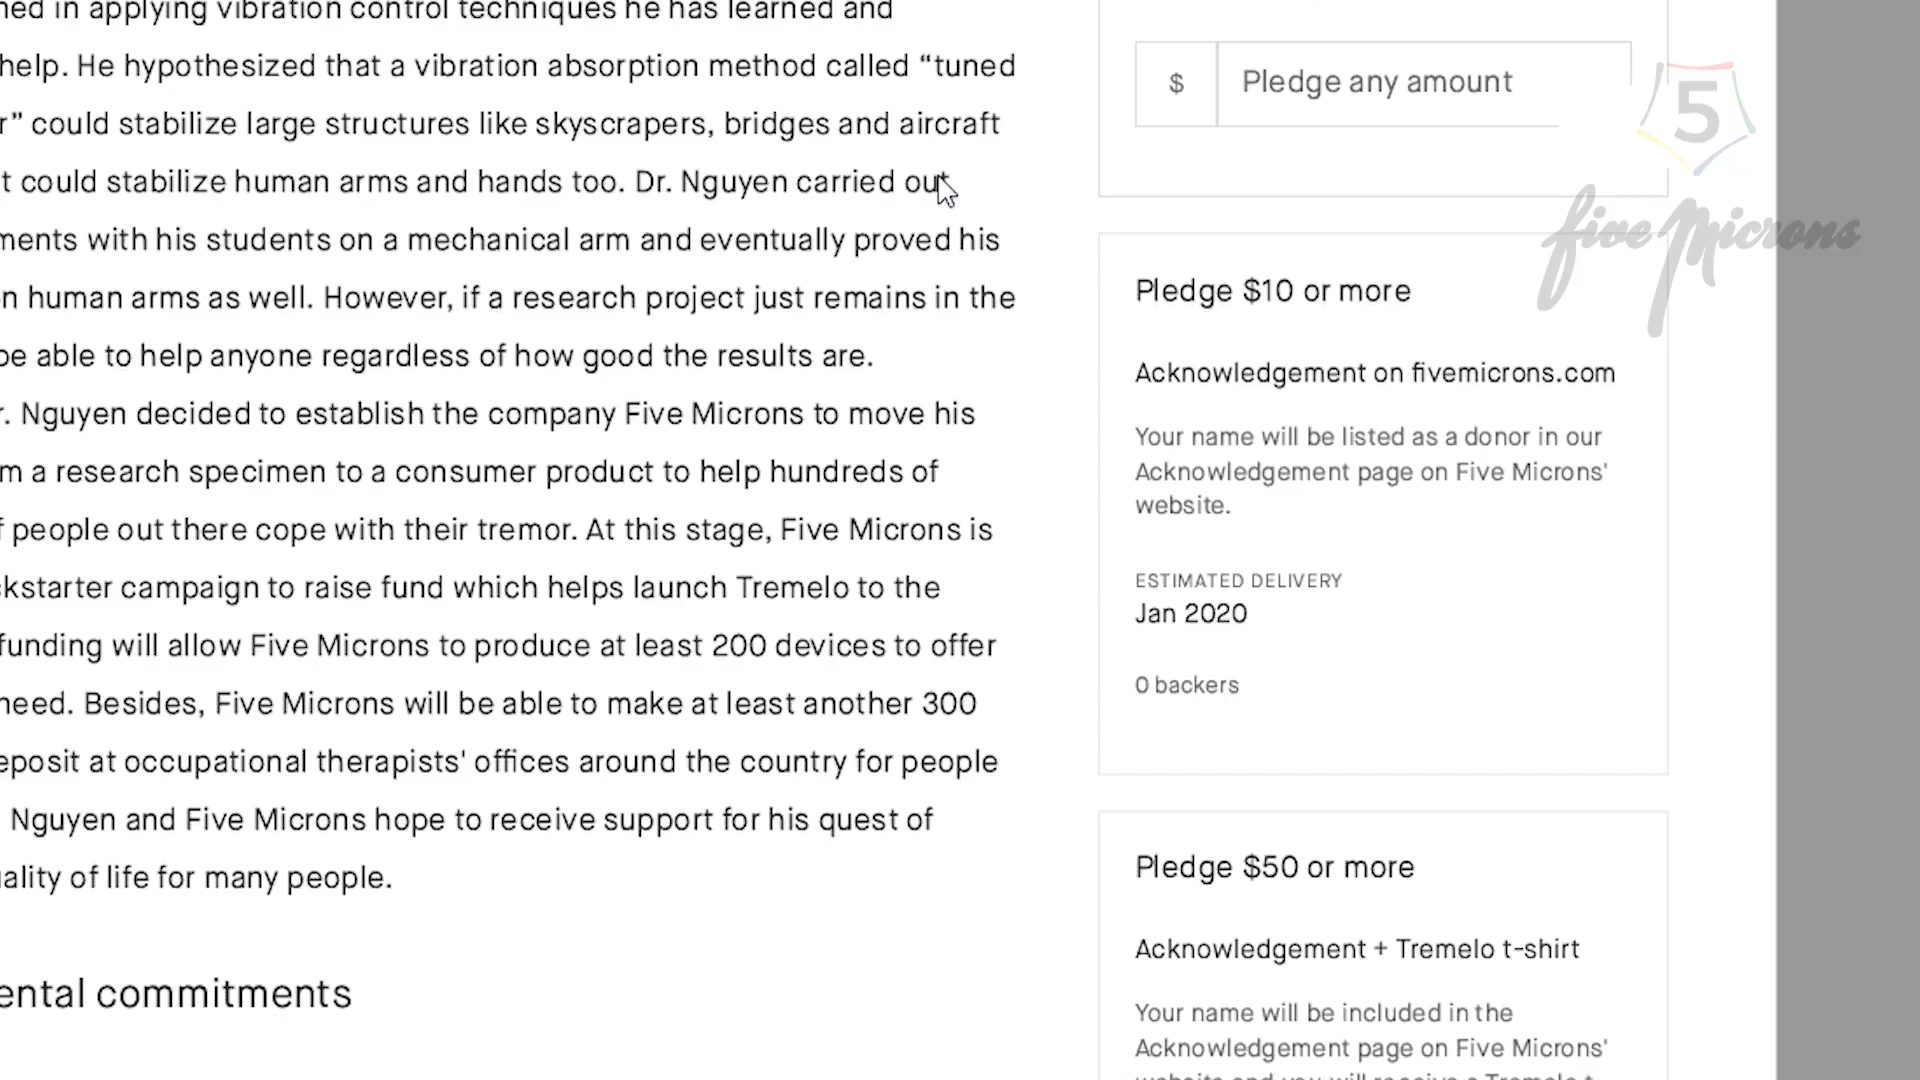 in applying vibration control techniques he has learned and
help. He hypothesized that a vibration absorption method called “tuned
r” could stabilize large structures like skyscrapers, bridges and aircraft
t could stabilize human arms and hands too. Dr. Nguyen carried out
ments with his students on a mechanical arm and eventually proved his
n human arms as well. However, if a research project just remains in the
be able to help anyone regardless of how good the results are.
r. Nguyen decided to establish the company Five Microns to move his
m a research specimen to a consumer product to help hundreds of
f people out there cope with their tremor. At this stage, Five Microns is
ckstarter campaign to raise fund which helps launch Tremelo to the
funding will allow Five Microns to produce at least 200 devices to offer
need. Besides, Five Microns will be able to make at least another 300
eposit at occupational therapists' offices around the country for people
Nguyen and Five Microns hope to receive support for his quest of
ality of life for many people.
ental commitments
$ Pledge any amount
5
five Microns
Pledge $10 or more
Acknowledgement on fivemicrons.com
Your name will be listed as a donor in our
Acknowledgement page on Five Microns'
website.
ESTIMATED DELIVERY
Jan 2020
0 backers
Pledge $50 or more
Acknowledgement + Tremelo t-shirt
Your name will be included in the
Acknowledgement page on Five Microns'
website and you will receive a Tremelo t-